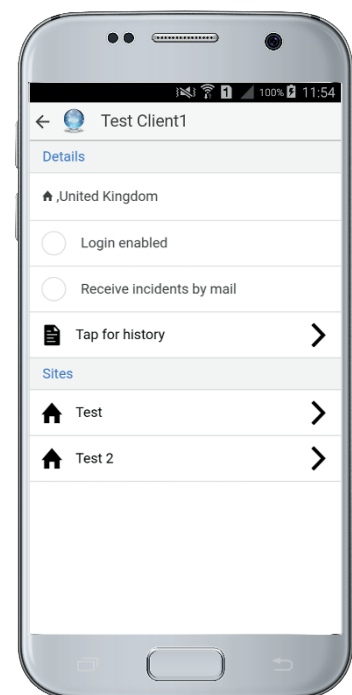 1 100% 11:54
Test Client1
Details
,United Kingdom
Login enabled
Receive incidents by mail
Tap for history
Sites
Test
Test 2